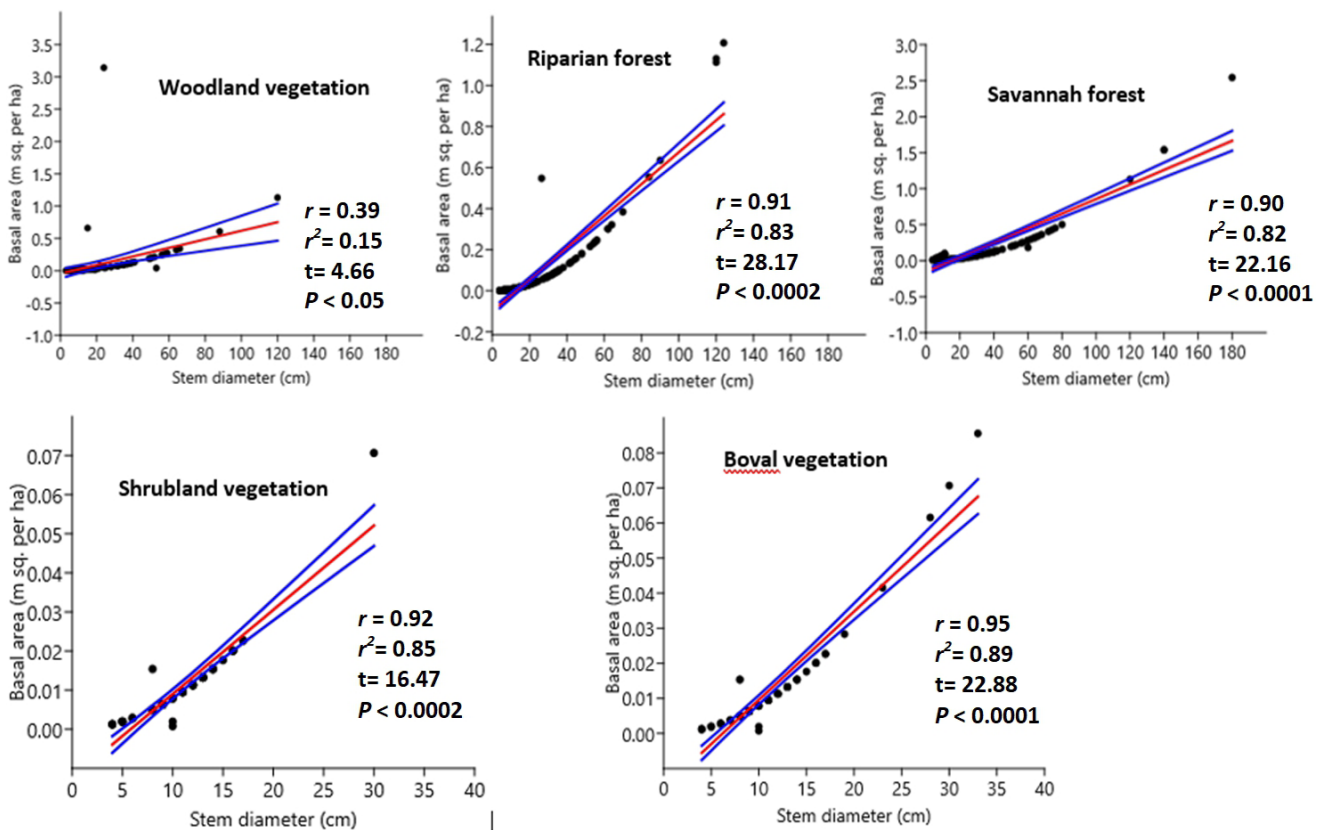 Woodland vegetation
Basal area (m sq. per ha)
3.5
3.0
2.5
2.0
1.5
1.0
0.5
0.0
-0.5
-1.0
r = 0.39
r²= 0.15
t= 4.66
P < 0.05
0 20 40 60 80 100 120 140 160 180
Stem diameter (cm)
Riparian forest
Basal area (m sq. per ha)
1.2
1.0
0.8
0.6
0.4
0.2
0.0
-0.2
r = 0.91
r²= 0.83
t= 28.17
P < 0.0002
0 20 40 60 80 100 120 140 160 180
Stem diameter (cm)
Savannah forest
Basal area (m sq. per ha)
3.0
2.5
2.0
1.5
1.0
0.5
0.0
-0.5
-1.0
r = 0.90
r²= 0.82
t= 22.16
P < 0.0001
0 20 40 60 80 100 120 140 160 180
Stem diameter (cm)
Shrubland vegetation
Basal area (m sq. per ha)
0.07
0.06
0.05
0.04
0.03
0.02
0.01
0.00
r = 0.92
r²= 0.85
t= 16.47
P < 0.0002
0 5 10 15 20 25 30 35 40
Stem diameter (cm)
Boval vegetation
Basal area (m sq. per ha)
0.08
0.07
0.06
0.05
0.04
0.03
0.02
0.01
0.00
r = 0.95
r²= 0.89
t= 22.88
P < 0.0001
0 5 10 15 20 25 30 35 40
Stem diameter (cm)